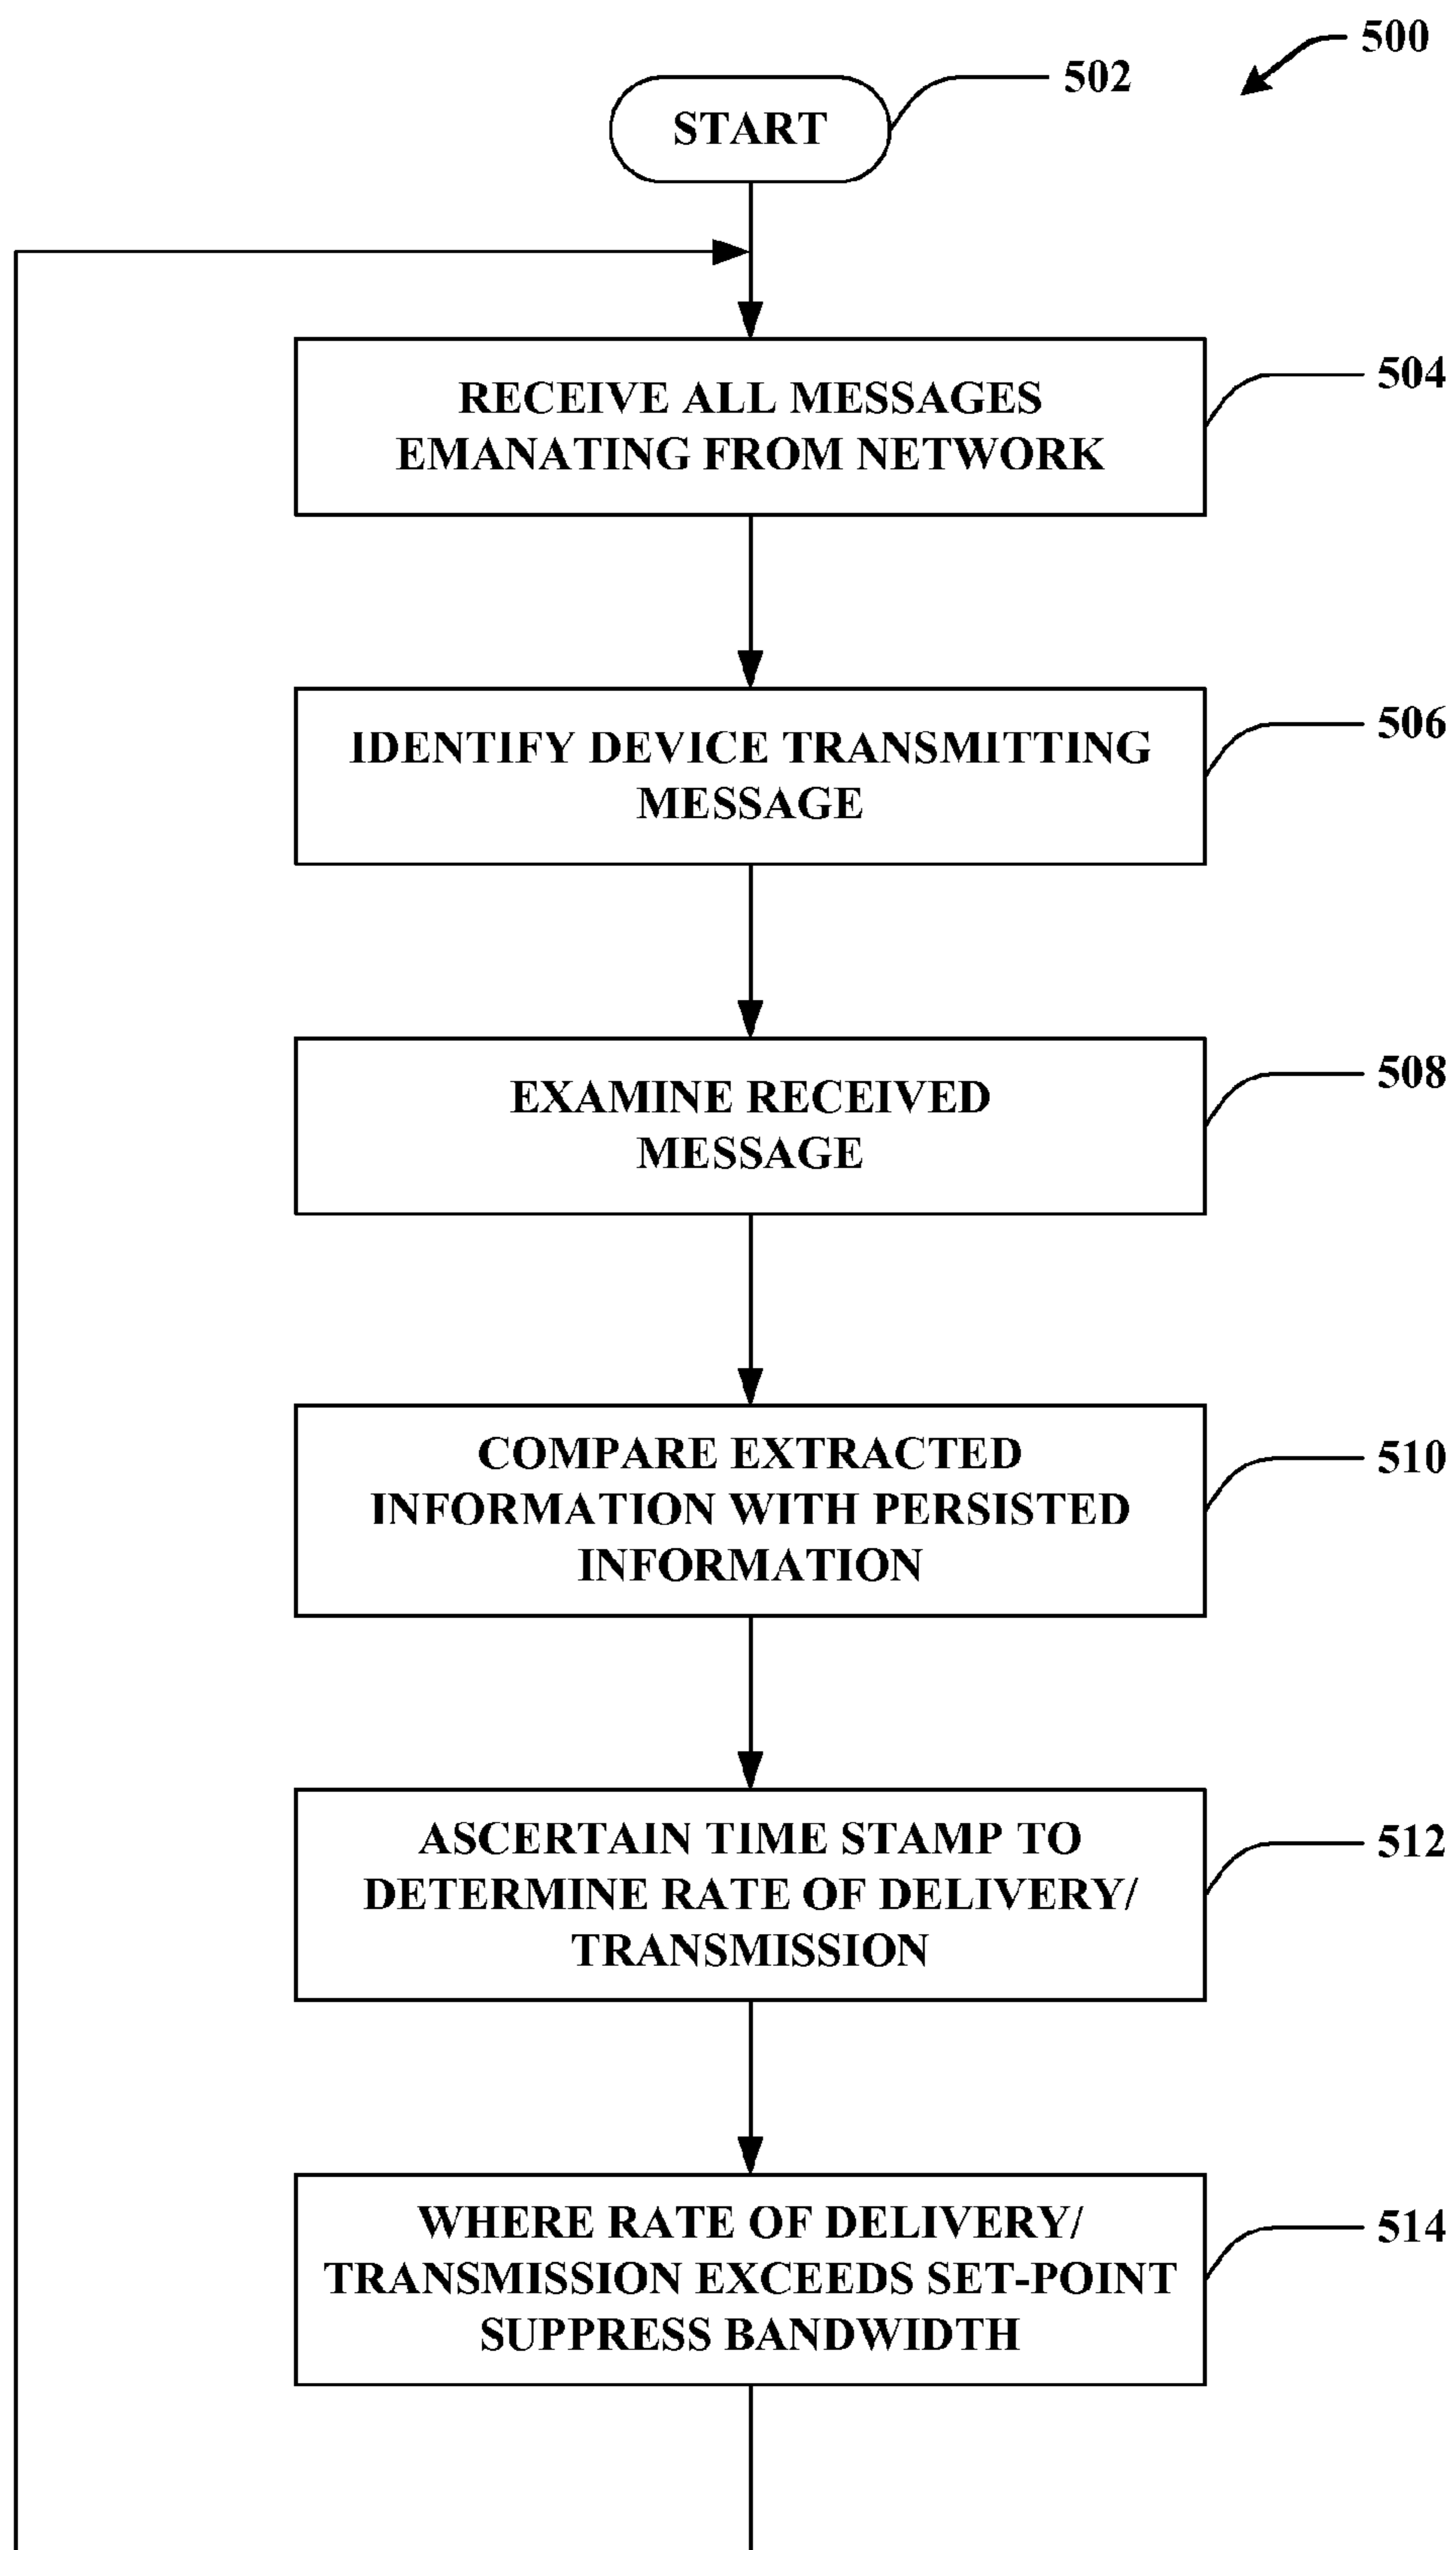 500
502
START
RECEIVE ALL MESSAGES
EMANATING FROM NETWORK
504
IDENTIFY DEVICE TRANSMITTING
MESSAGE
506
EXAMINE RECEIVED
MESSAGE
508
COMPARE EXTRACTED
INFORMATION WITH PERSISTED
INFORMATION
510
ASCERTAIN TIME STAMP TO
DETERMINE RATE OF DELIVERY/
TRANSMISSION
512
WHERE RATE OF DELIVERY/
TRANSMISSION EXCEEDS SET-POINT
SUPPRESS BANDWIDTH
514